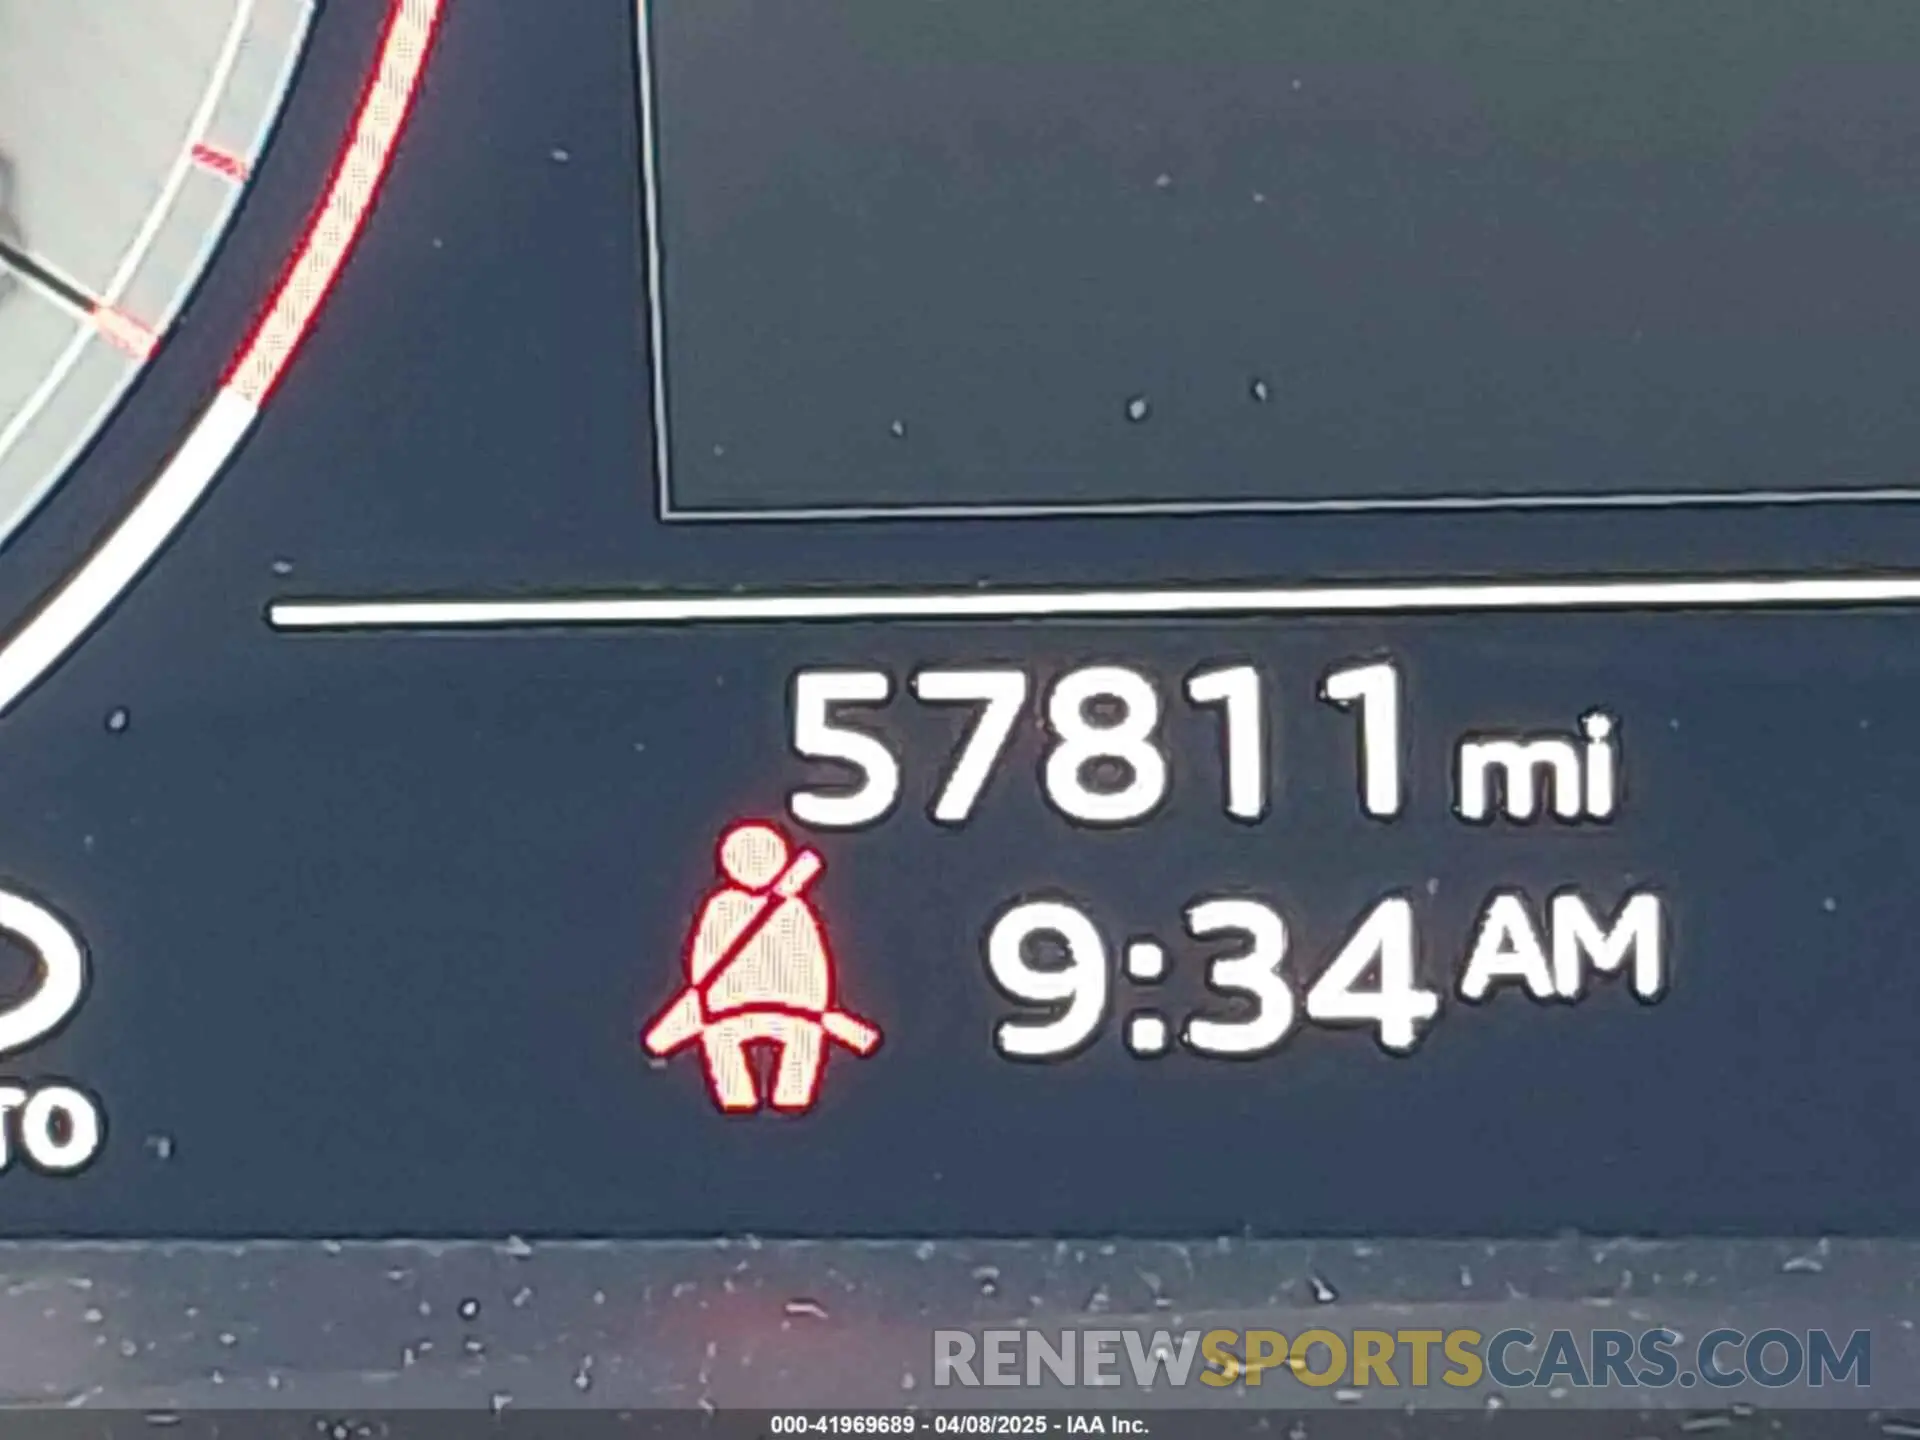 57811 mi
9:34 AM
TO
RENEWSPORTSCARS.COM
000-41969689 - 04/08/2025 - IAA Inc.